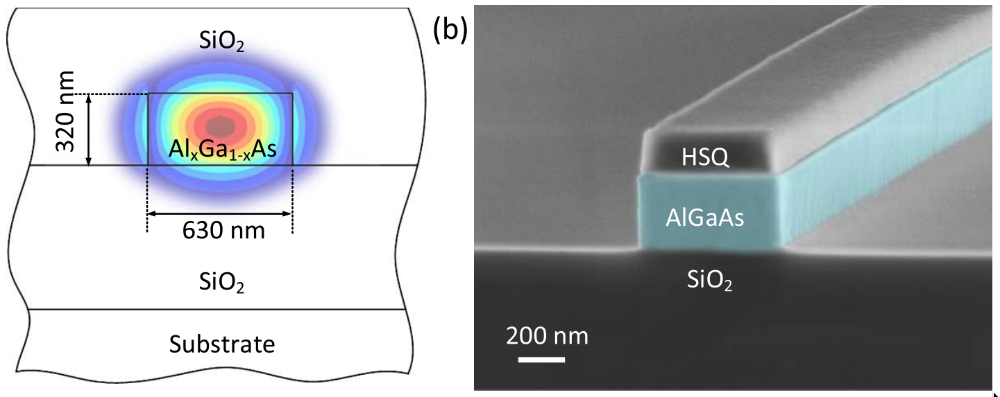 SiO₂
320 nm
AlₓGa₁₋ₓAs
630 nm
SiO₂
Substrate
(b)
HSQ
AlGaAs
SiO₂
200 nm